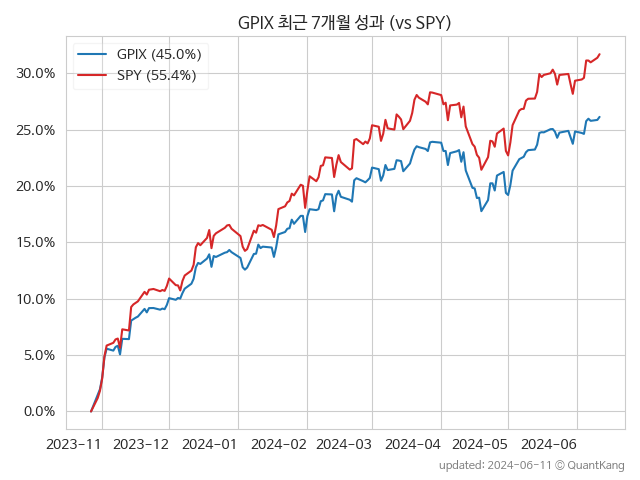 GPIX 최근 7개월 성과 (vs SPY)
GPIX (45.0%)
SPY (55.4%)
30.0%
25.0%
20.0%
15.0%
10.0%
5.0%
0.0%
2023-11 2023-12 2024-01 2024-02 2024-03 2024-04 2024-05 2024-06
updated: 2024-06-11 © QuantKang